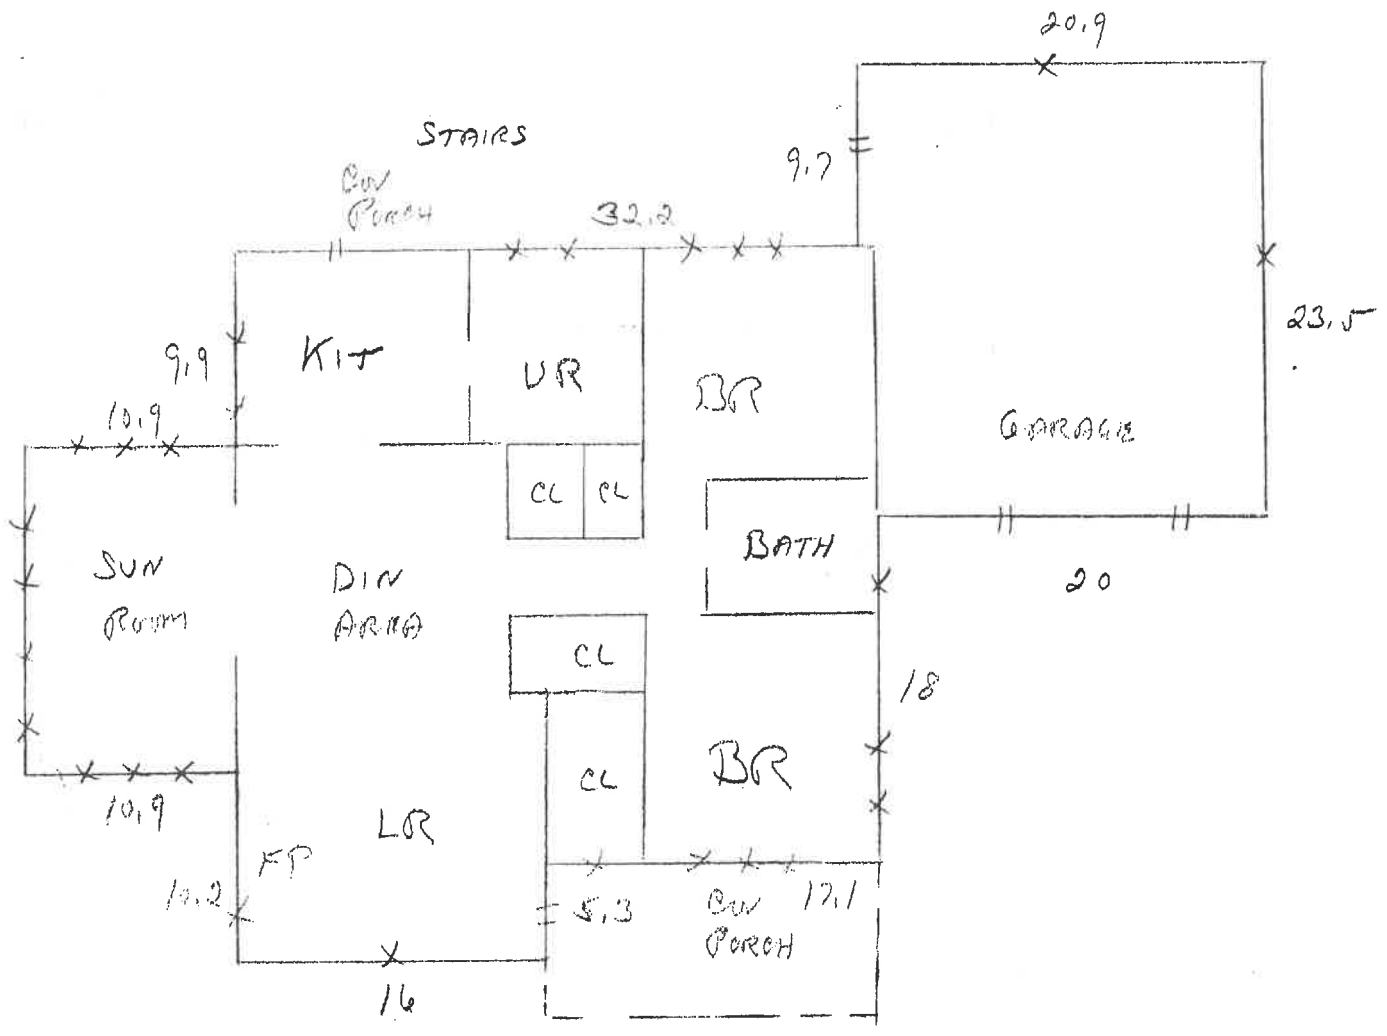 20,9
STAIRS
9,7
COV
PORCH
32,2
23,5
9,9
KIT
UR
BR
10,9
GARAGE
CL
CL
BATH
SUN
ROOM
DIN
AREA
20
CL
18
BR
CL
10,9
LR
FP
10,2
5,3
COV
PORCH
17,1
16